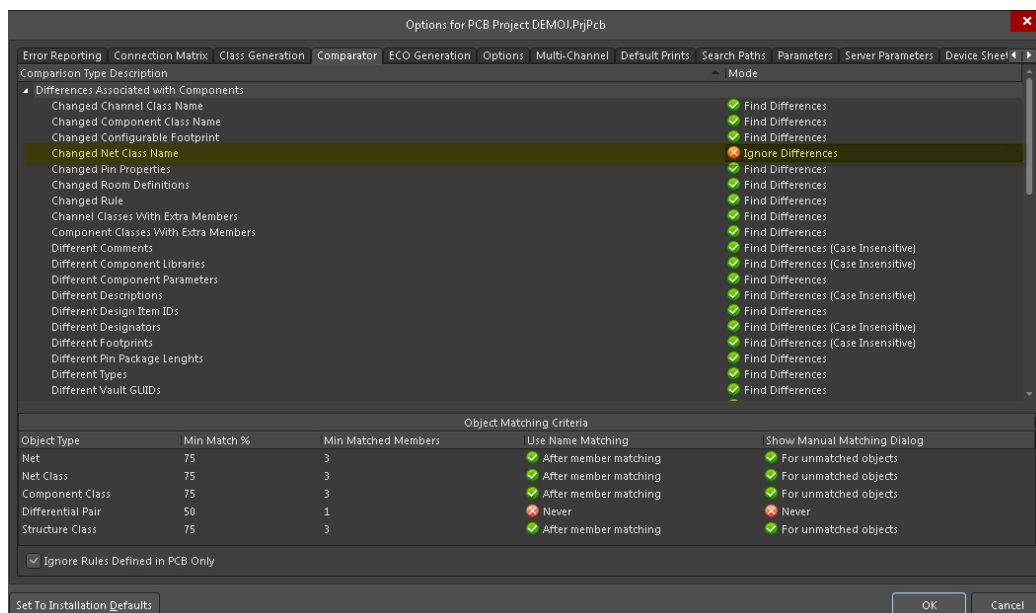 Options for PCB Project DEMOJ.PrjPcb
Error Reporting Connection Matrix Class Generation Comparator ECO Generation Options Multi-Channel Default Prints Search Paths Parameters Server Parameters Device Sheet
Comparison Type Description Mode
Differences Associated with Components
Changed Channel Class Name Find Differences
Changed Component Class Name Find Differences
Changed Configurable Footprint Find Differences
Changed Net Class Name Ignore Differences
Changed Pin Properties Find Differences
Changed Room Definitions Find Differences
Changed Rule Find Differences
Channel Classes With Extra Members Find Differences
Component Classes With Extra Members Find Differences
Different Comments Find Differences (Case Insensitive)
Different Component Libraries Find Differences (Case Insensitive)
Different Component Parameters Find Differences
Different Descriptions Find Differences (Case Insensitive)
Different Design Item IDs Find Differences
Different Designators Find Differences (Case Insensitive)
Different Footprints Find Differences (Case Insensitive)
Different Pin Package Lenghts Find Differences
Different Types Find Differences
Different Vault GUIDs Find Differences
Object Matching Criteria
Object Type Min Match % Min Matched Members Use Name Matching Show Manual Matching Dialog
Net 75 3 After member matching For unmatched objects
Net Class 75 3 After member matching For unmatched objects
Component Class 75 3 After member matching For unmatched objects
Differential Pair 50 1 Never Never
Structure Class 75 3 After member matching For unmatched objects
Ignore Rules Defined in PCB Only
Set To Installation Defaults OK Cancel